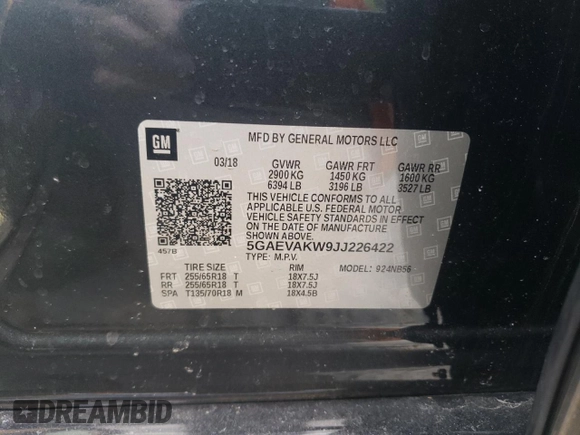 GM
MFD BY GENERAL MOTORS LLC
03/18 GVWR GAWR FRT GAWR RR
2900 KG 1450 KG 1600 KG
6394 LB 3196 LB 3527 LB
THIS VEHICLE CONFORMS TO ALL
APPLICABLE U.S. FEDERAL MOTOR
VEHICLE SAFETY STANDARDS IN EFFECT
ON THE DATE OF MANUFACTURE
SHOWN ABOVE.
457B 5GAEVAKW9JJ226422
TYPE: M.P.V. MODEL: 924NB56
TIRE SIZE RIM
FRT 255/65R18 T 18X7.5J
RR 255/65R18 T 18X7.5J
SPA T135/70R18 M 18X4.5B
DREAMBID